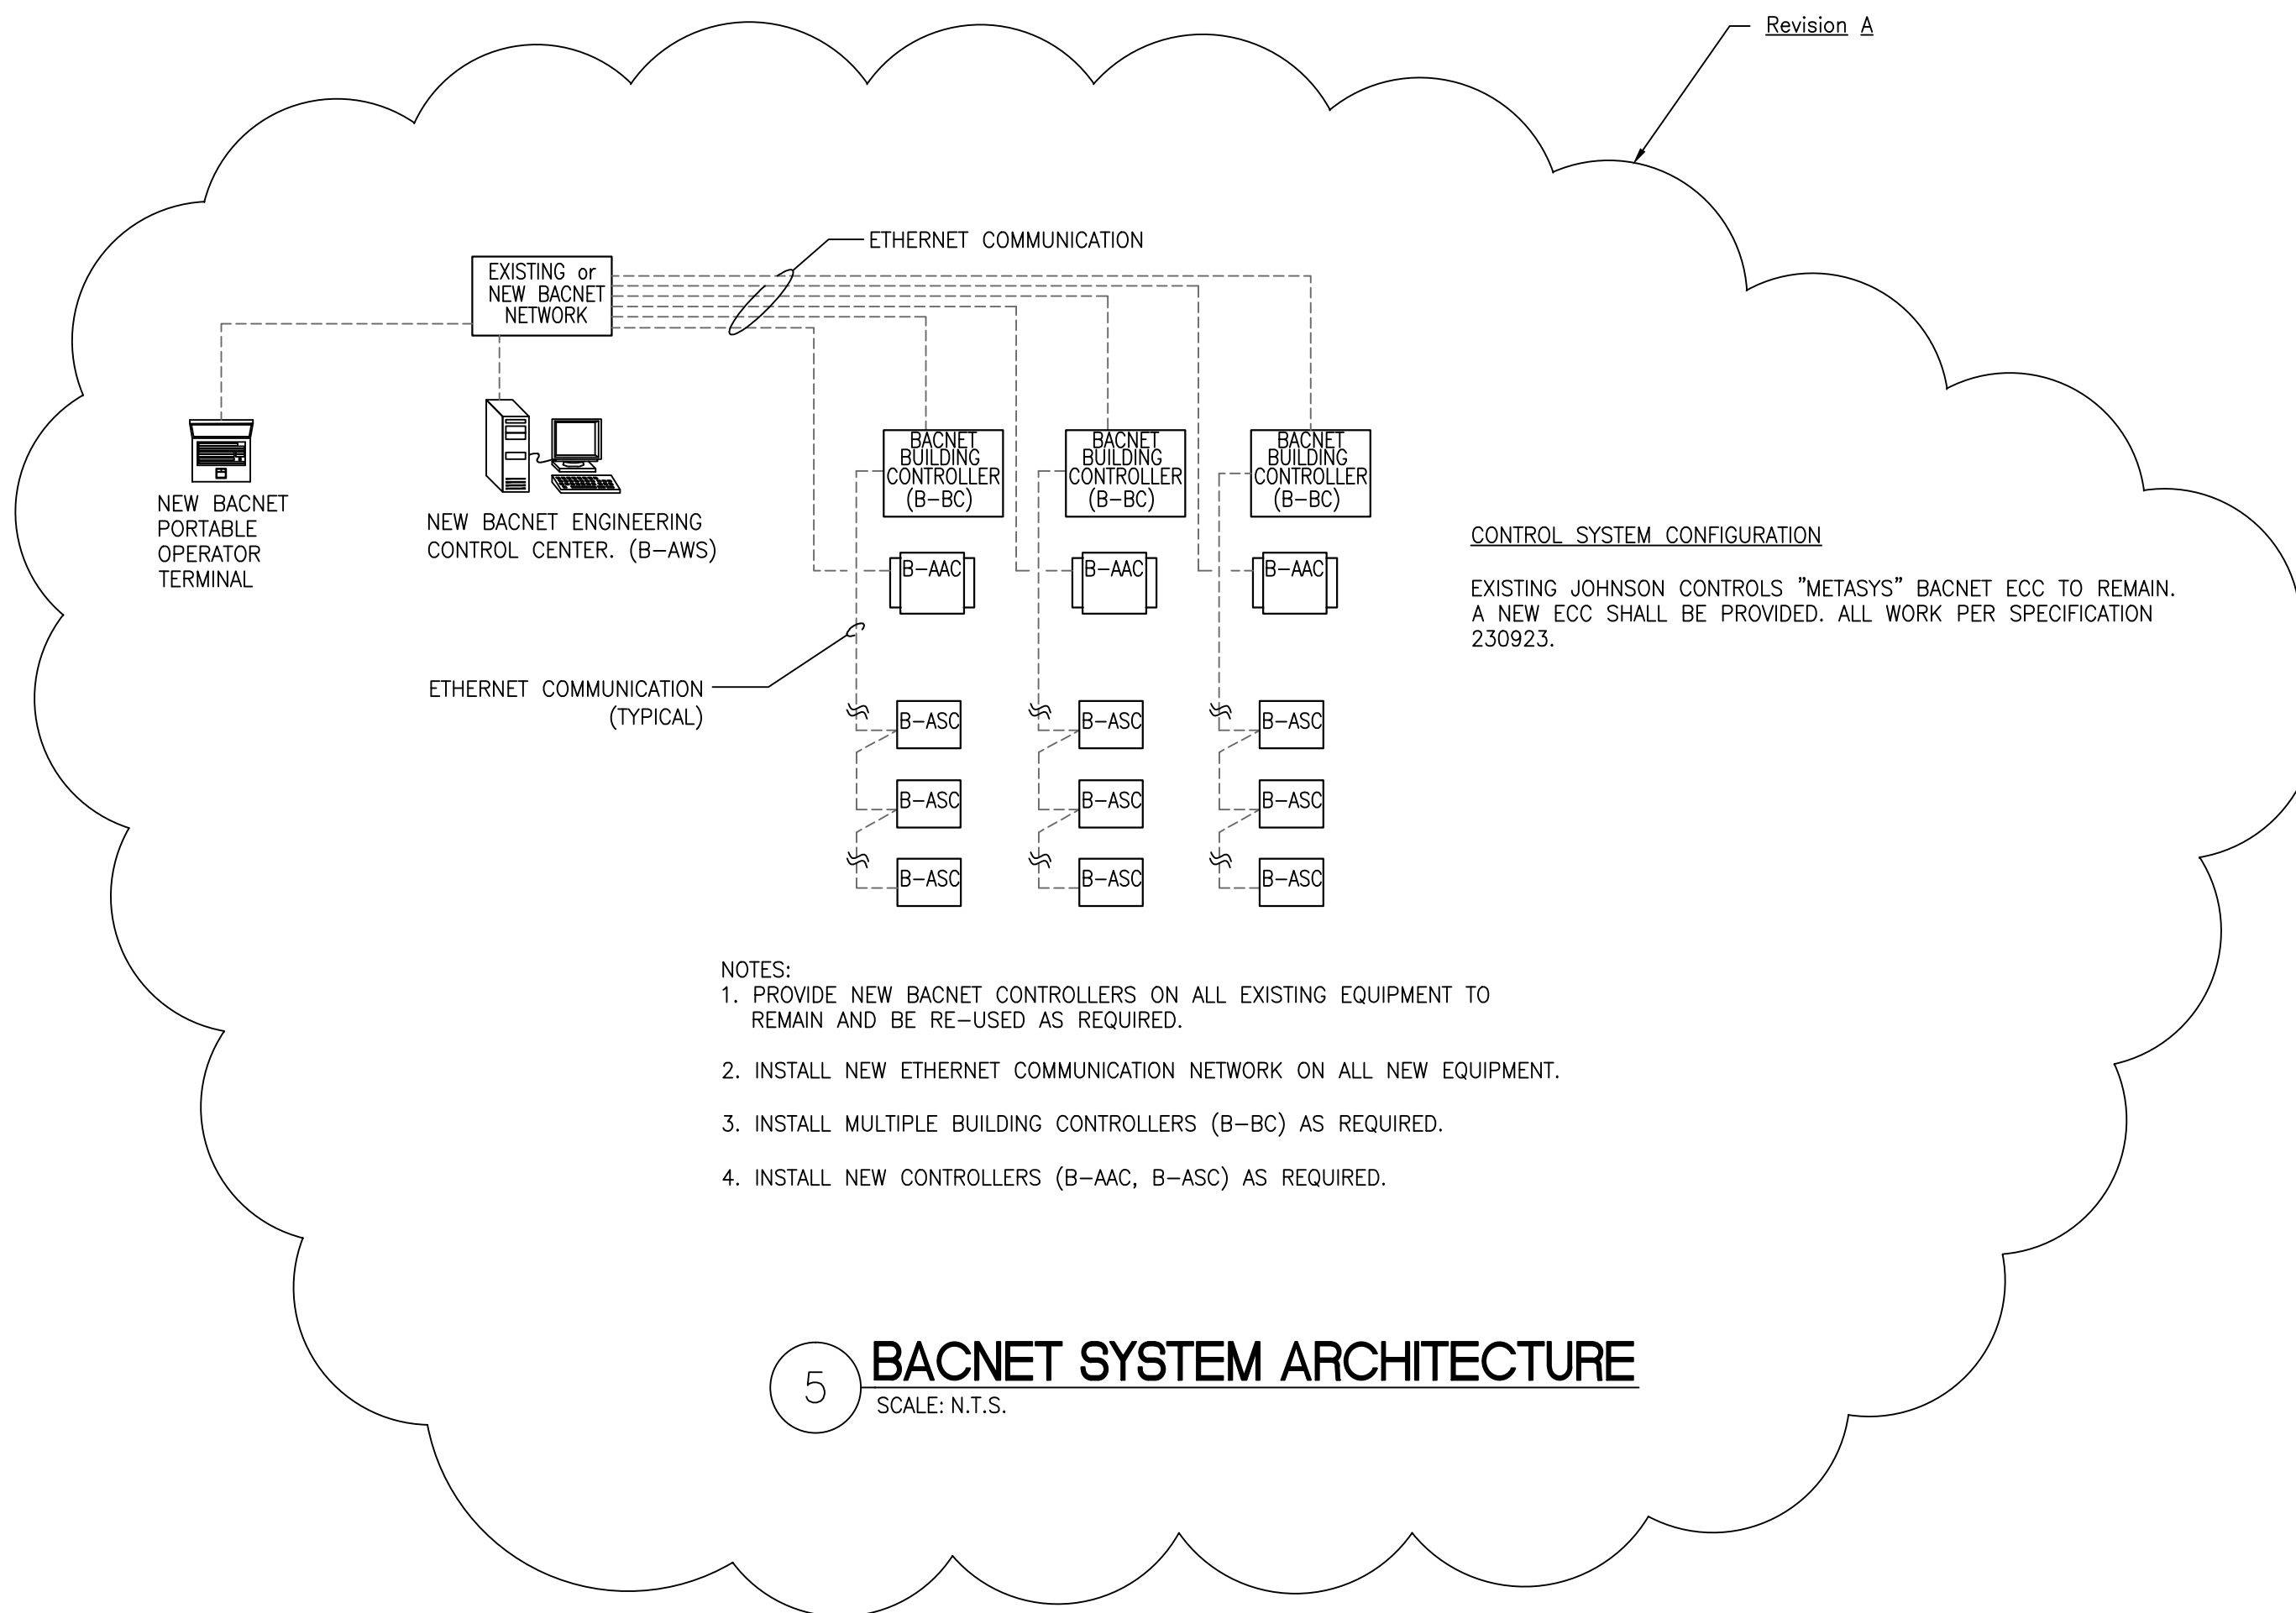 Revision A
ETHERNET COMMUNICATION
EXISTING or
NEW BACNET
NETWORK
NEW BACNET
PORTABLE
OPERATOR
TERMINAL
NEW BACNET ENGINEERING
CONTROL CENTER. (B-AWS)
BACNET
BUILDING
CONTROLLER
(B-BC)
BACNET
BUILDING
CONTROLLER
(B-BC)
BACNET
BUILDING
CONTROLLER
(B-BC)
B-AAC
B-AAC
B-AAC
CONTROL SYSTEM CONFIGURATION
EXISTING JOHNSON CONTROLS "METASYS" BACNET ECC TO REMAIN.
A NEW ECC SHALL BE PROVIDED. ALL WORK PER SPECIFICATION
230923.
ETHERNET COMMUNICATION
(TYPICAL)
B-ASC
B-ASC
B-ASC
B-ASC
B-ASC
B-ASC
B-ASC
B-ASC
B-ASC
NOTES:
1. PROVIDE NEW BACNET CONTROLLERS ON ALL EXISTING EQUIPMENT TO
REMAIN AND BE RE-USED AS REQUIRED.
2. INSTALL NEW ETHERNET COMMUNICATION NETWORK ON ALL NEW EQUIPMENT.
3. INSTALL MULTIPLE BUILDING CONTROLLERS (B-BC) AS REQUIRED.
4. INSTALL NEW CONTROLLERS (B-AAC, B-ASC) AS REQUIRED.
5
BACNET SYSTEM ARCHITECTURE
SCALE: N.T.S.